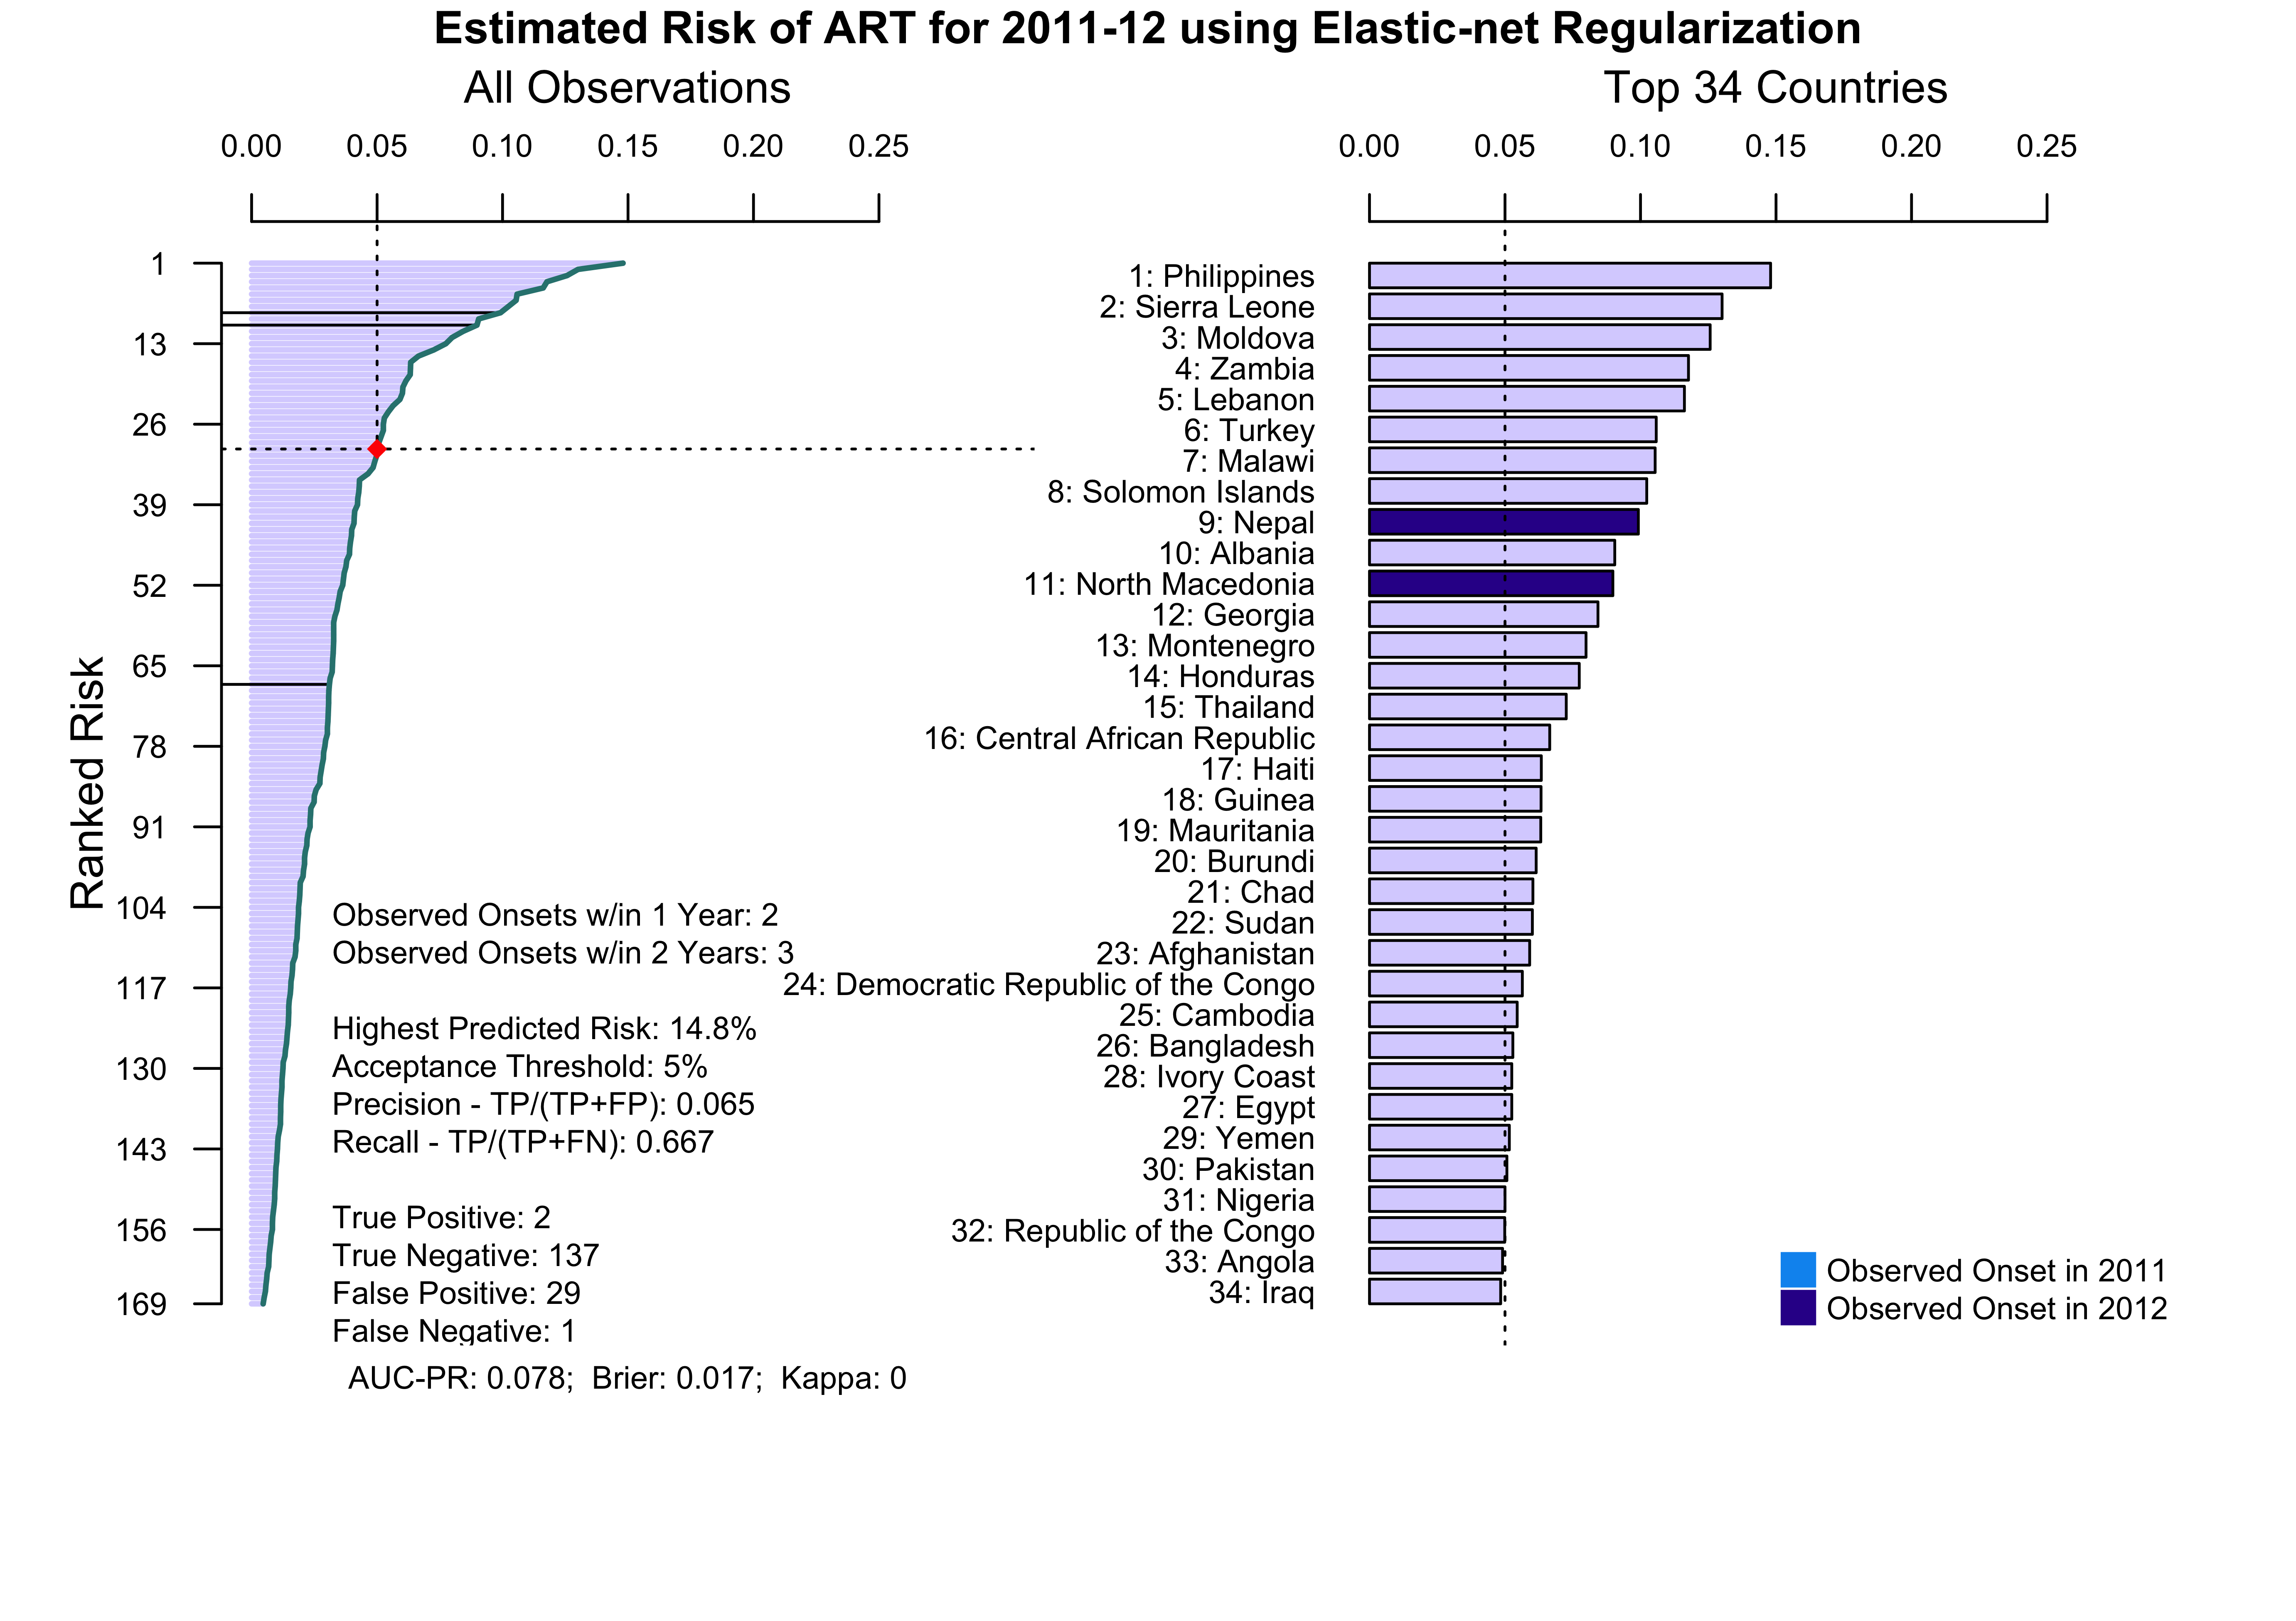 Estimated Risk of ART for 2011-12 using Elastic-net Regularization
All Observations
0.00 0.05 0.10 0.15 0.20 0.25
Ranked Risk
1
13
26
39
52
65
78
91
104
117
130
143
156
169
Observed Onsets w/in 1 Year: 2
Observed Onsets w/in 2 Years: 3
Highest Predicted Risk: 14.8%
Acceptance Threshold: 5%
Precision - TP/(TP+FP): 0.065
Recall - TP/(TP+FN): 0.667
True Positive: 2
True Negative: 137
False Positive: 29
False Negative: 1
AUC-PR: 0.078; Brier: 0.017; Kappa: 0
Top 34 Countries
0.00 0.05 0.10 0.15 0.20 0.25
1: Philippines
2: Sierra Leone
3: Moldova
4: Zambia
5: Lebanon
6: Turkey
7: Malawi
8: Solomon Islands
9: Nepal
10: Albania
11: North Macedonia
12: Georgia
13: Montenegro
14: Honduras
15: Thailand
16: Central African Republic
17: Haiti
18: Guinea
19: Mauritania
20: Burundi
21: Chad
22: Sudan
23: Afghanistan
24: Democratic Republic of the Congo
25: Cambodia
26: Bangladesh
28: Ivory Coast
27: Egypt
29: Yemen
30: Pakistan
31: Nigeria
32: Republic of the Congo
33: Angola
34: Iraq
Observed Onset in 2011
Observed Onset in 2012